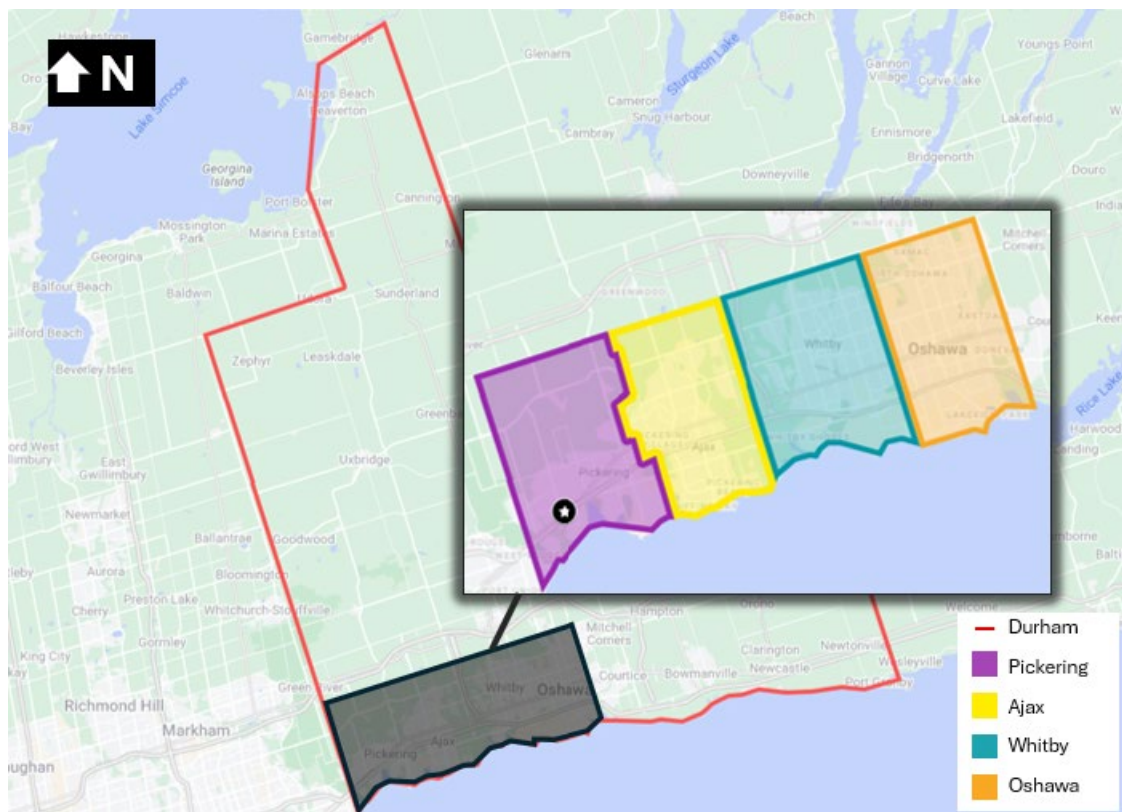 Hawkestone
Gamebridge
Beach
Glenarm
Young's Point
N
Oro
Bay
Lake Simcoe
Alsops Beach
Beaverton
Sturgeon Lake
Gannon
Village
Curve Lake
Cameron
Snug Harbour
Cambray
Lakefield
Ennismore
Georgina
Island
Bridgenorth
Douro
Downeyville
Cannington
Port Bolster
Mossington
Park
Marina Estates
Georgina
Mitchell
Corners
GREENWOOD
Balfour Beach
Baldwin
Udora
Sunderland
Gilford Beach
Zephyr
Leaskdale
Whitby
Oshawa
Beverley Isles
Rice Lake
Harwood
East
Gwillimbury
Uxbridge
Ajax
Pickering
Newmarket
Ballantrae
Goodwood
Aurora
Bloomington
Preston Lake
Cherry
Whitchurch-Stouffville
Hampton
Orono
Welcome
Gormley
Mitchell
Corners
Clarington
Newtonville
Wesleyville
Durham
King City
Green River
Whitby
Oshawa
Courtice
Bowmanville
Newcastle
Port Granby
Pickering
Richmond Hill
Markham
Ajax
Ajax
Pickering
Whitby
Oshawa